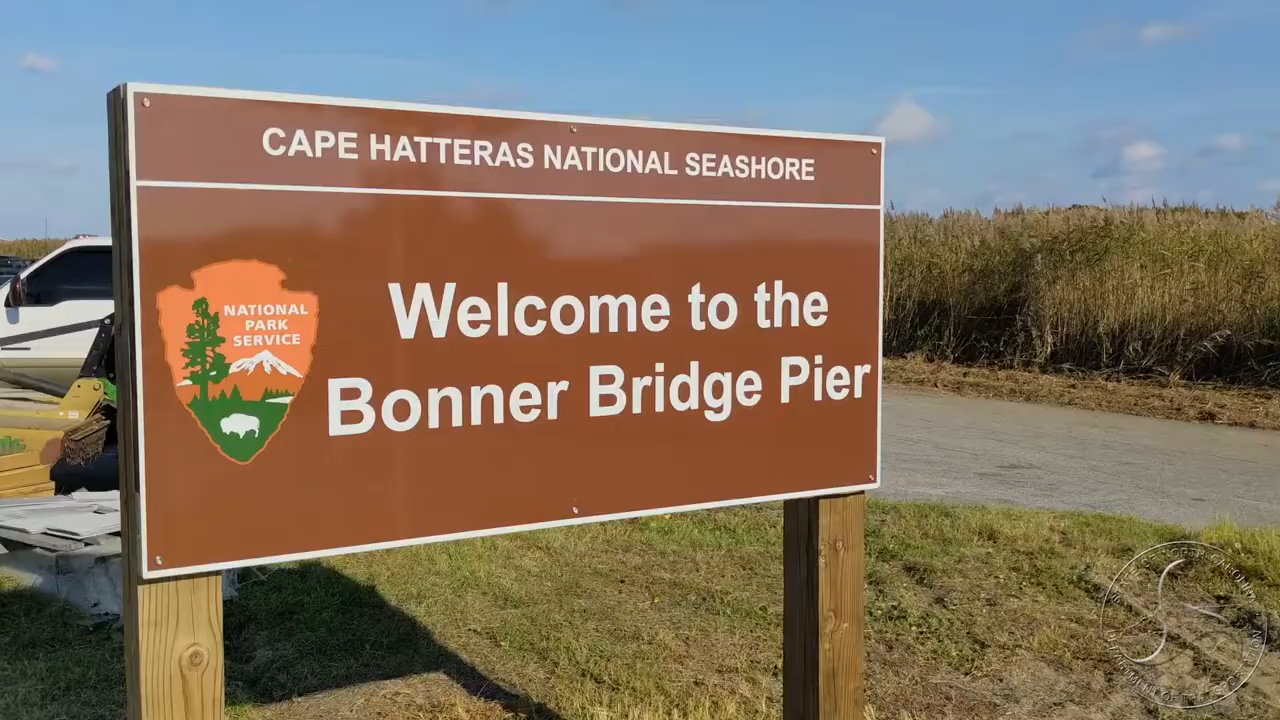 CAPE HATTERAS NATIONAL SEASHORE
NATIONAL
PARK
SERVICE
Welcome to the
Bonner Bridge Pier